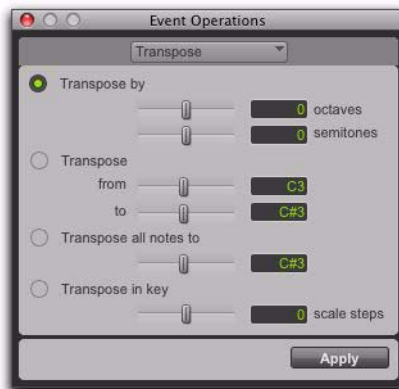 Event Operations
Transpose
Transpose by
0 octaves
0 semitones
Transpose
from C3
to C#3
Transpose all notes to
C#3
Transpose in key
0 scale steps
Apply